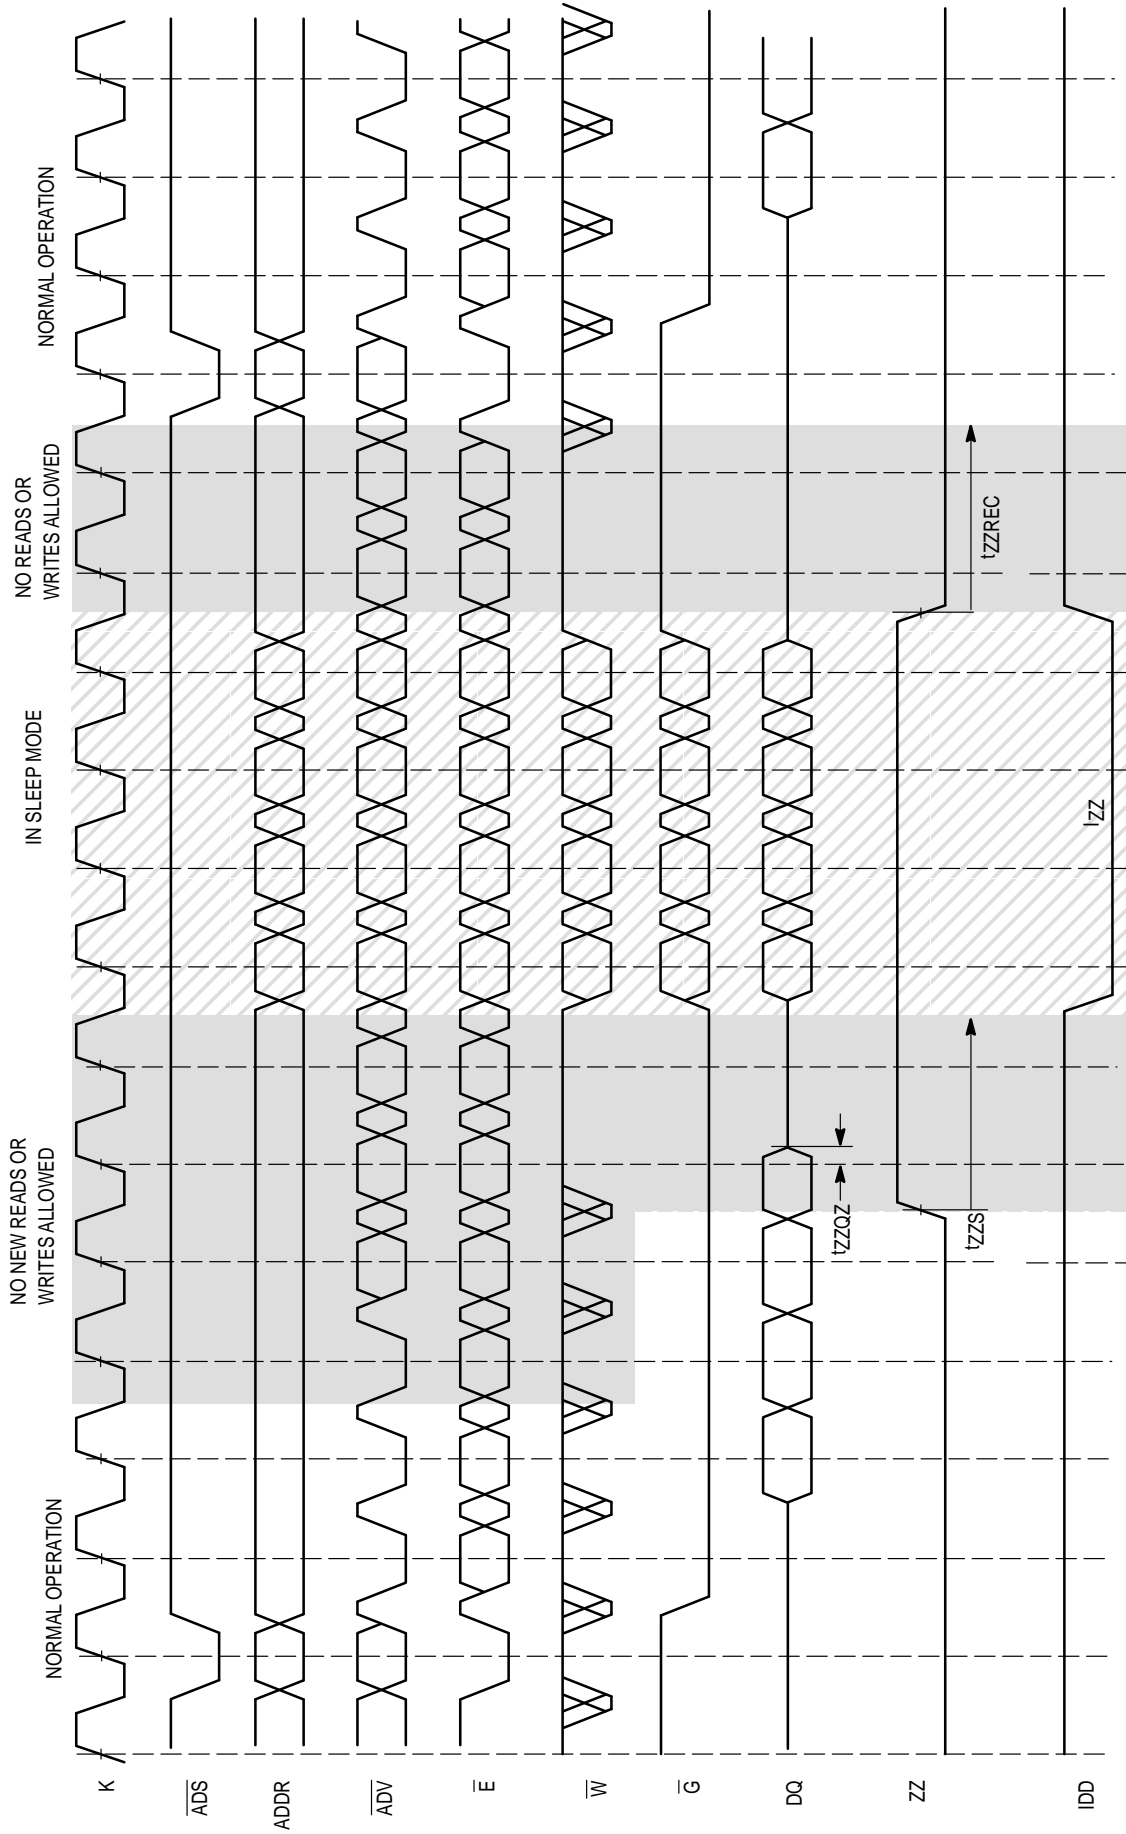 NORMAL OPERATION
NO NEW READS OR
WRITES ALLOWED
IN SLEEP MODE
NO READS OR
WRITES ALLOWED
NORMAL OPERATION
K
ADS
ADDR
ADV
E
W
G
DQ
tZZQZ
ZZ
tZZS
tZZREC
IDD
IZZ